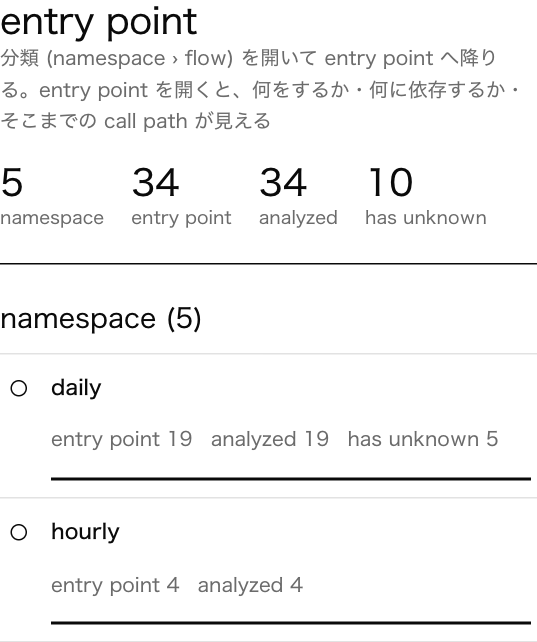 entry point
分類 (namespace › flow) を開いて entry point へ降り
る。entry point を開くと、何をするか・何に依存するか・
そこまでの call path が見える
5 34 34 10
namespace entry point analyzed has unknown
namespace (5)
daily
entry point 19 analyzed 19 has unknown 5
hourly
entry point 4 analyzed 4